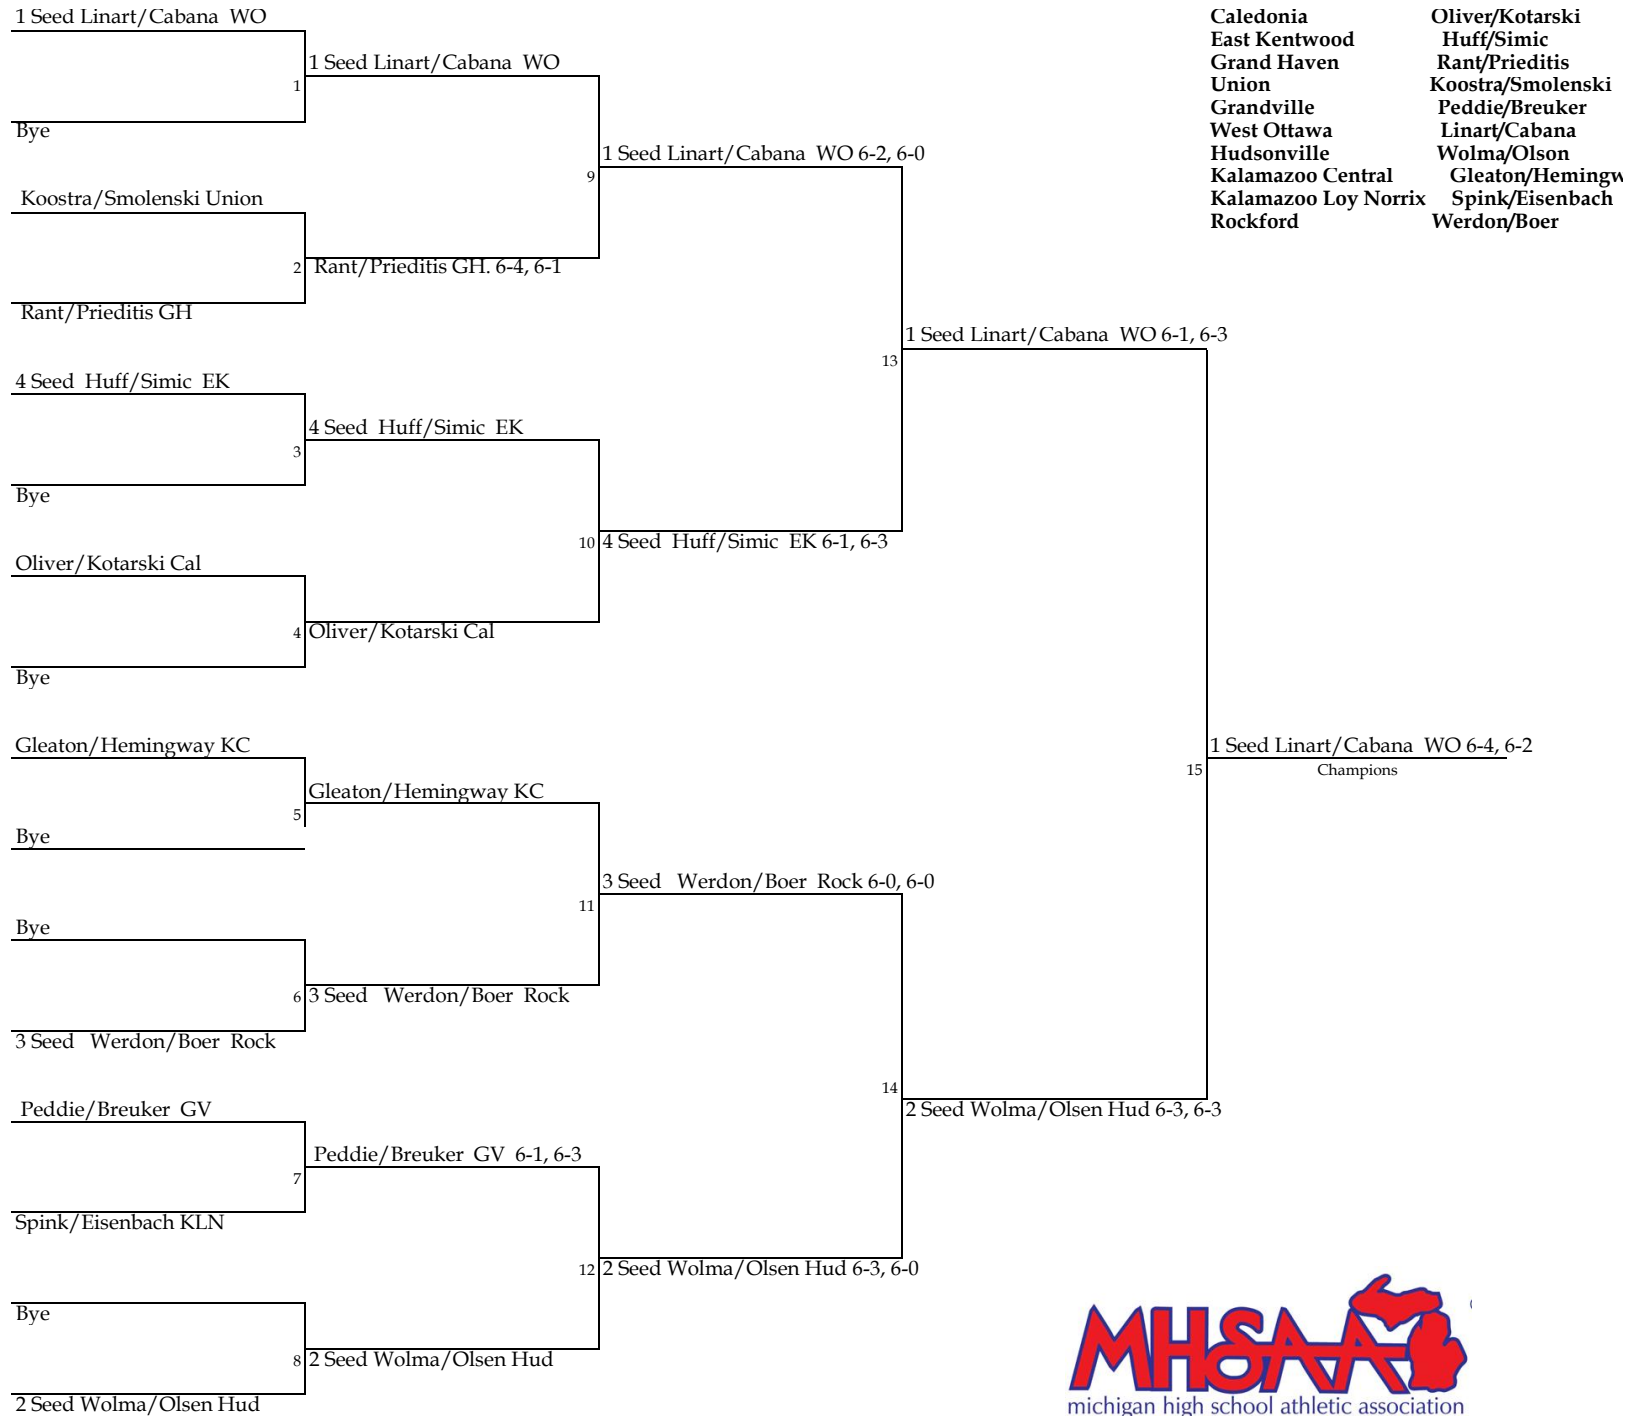 1 Seed Linart/Cabana WO
1 Seed Linart/Cabana WO
1
Bye
1 Seed Linart/Cabana WO 6-2, 6-0
9
Koostra/Smolenski Union
2
Rant/Prieditis GH. 6-4, 6-1
Rant/Prieditis GH
1 Seed Linart/Cabana WO 6-1, 6-3
13
4 Seed Huff/Simic EK
4 Seed Huff/Simic EK
3
Bye
10
4 Seed Huff/Simic EK 6-1, 6-3
Oliver/Kotarski Cal
4
Oliver/Kotarski Cal
Bye
1 Seed Linart/Cabana WO 6-4, 6-2
15
Champions
Gleaton/Hemingway KC
Gleaton/Hemingway KC
5
Bye
3 Seed Werdon/Boer Rock 6-0, 6-0
11
Bye
6
3 Seed Werdon/Boer Rock
3 Seed Werdon/Boer Rock
14
2 Seed Wolma/Olsen Hud 6-3, 6-3
Peddie/Breuker GV
Peddie/Breuker GV 6-1, 6-3
7
Spink/Eisenbach KLN
12
2 Seed Wolma/Olsen Hud 6-3, 6-0
Bye
8
2 Seed Wolma/Olsen Hud
2 Seed Wolma/Olsen Hud
Caledonia Oliver/Kotarski
East Kentwood Huff/Simic
Grand Haven Rant/Prieditis
Union Koostra/Smolenski
Grandville Peddie/Breuker
West Ottawa Linart/Cabana
Hudsonville Wolma/Olson
Kalamazoo Central Gleaton/Hemingw
Kalamazoo Loy Norrix Spink/Eisenbach
Rockford Werdon/Boer
MHSAA
michigan high school athletic association